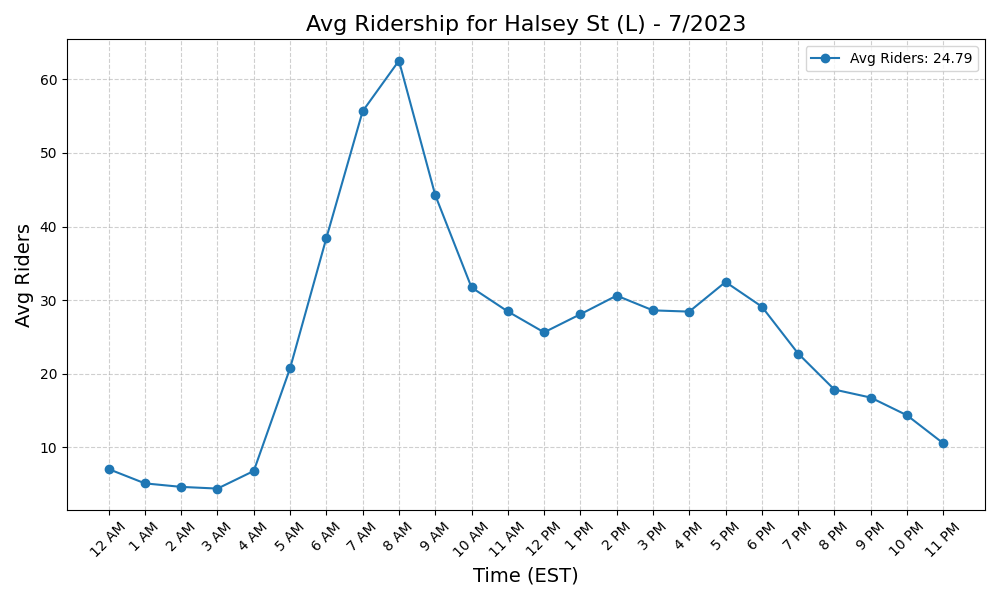 Avg Ridership for Halsey St (L) - 7/2023
Avg Riders: 24.79
Avg Riders
60
50
40
30
20
10
12 AM
1 AM
2 AM
3 AM
4 AM
5 AM
6 AM
7 AM
8 AM
9 AM
10 AM
11 AM
12 PM
1 PM
2 PM
3 PM
4 PM
5 PM
6 PM
7 PM
8 PM
9 PM
10 PM
11 PM
Time (EST)